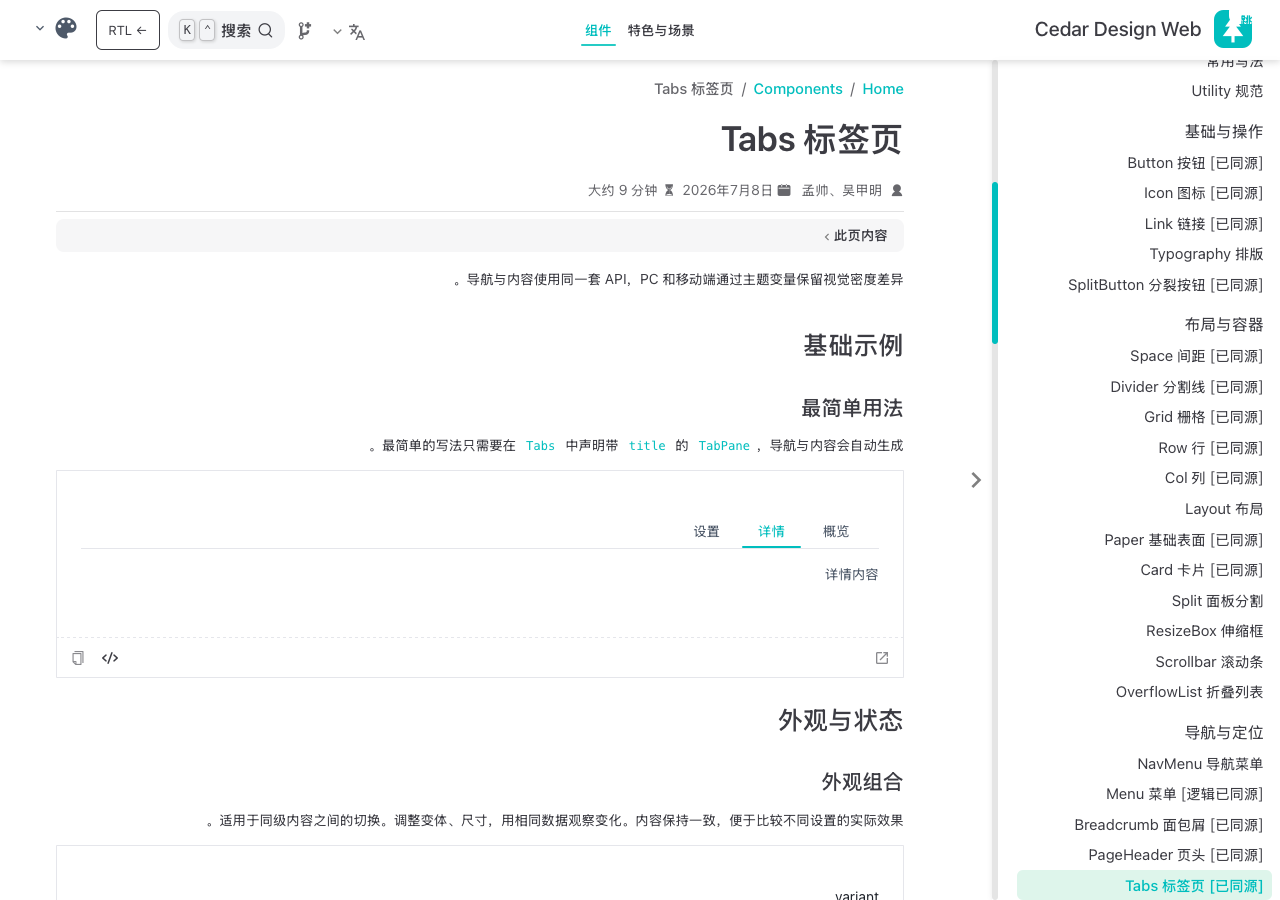 Cedar Design Web
跳
组件
特色与场景
搜索
^
K
RTL ←
常用写法
Utility 规范
基础与操作
Button 按钮 [已同源]
Icon 图标 [已同源]
Link 链接 [已同源]
Typography 排版
SplitButton 分裂按钮 [已同源]
布局与容器
Space 间距 [已同源]
Divider 分割线 [已同源]
Grid 栅格 [已同源]
Row 行 [已同源]
Col 列 [已同源]
Layout 布局
Paper 基础表面 [已同源]
Card 卡片 [已同源]
Split 面板分割
ResizeBox 伸缩框
Scrollbar 滚动条
OverflowList 折叠列表
导航与定位
NavMenu 导航菜单
Menu 菜单 [逻辑已同源]
Breadcrumb 面包屑 [已同源]
PageHeader 页头 [已同源]
Tabs 标签页 [已同源]
Tabs 标签页 / Components / Home
Tabs 标签页
大约 9 分钟 2026年7月8日 孟帅、吴甲明
此页内容
导航与内容使用同一套 API，PC 和移动端通过主题变量保留视觉密度差异。
基础示例
最简单用法
最简单的写法只需要在 Tabs 中声明带 title 的 TabPane，导航与内容会自动生成。
设置 详情 概览
详情内容
外观与状态
外观组合
适用于同级内容之间的切换。调整变体、尺寸，用相同数据观察变化。内容保持一致，便于比较不同设置的实际效果。
variant